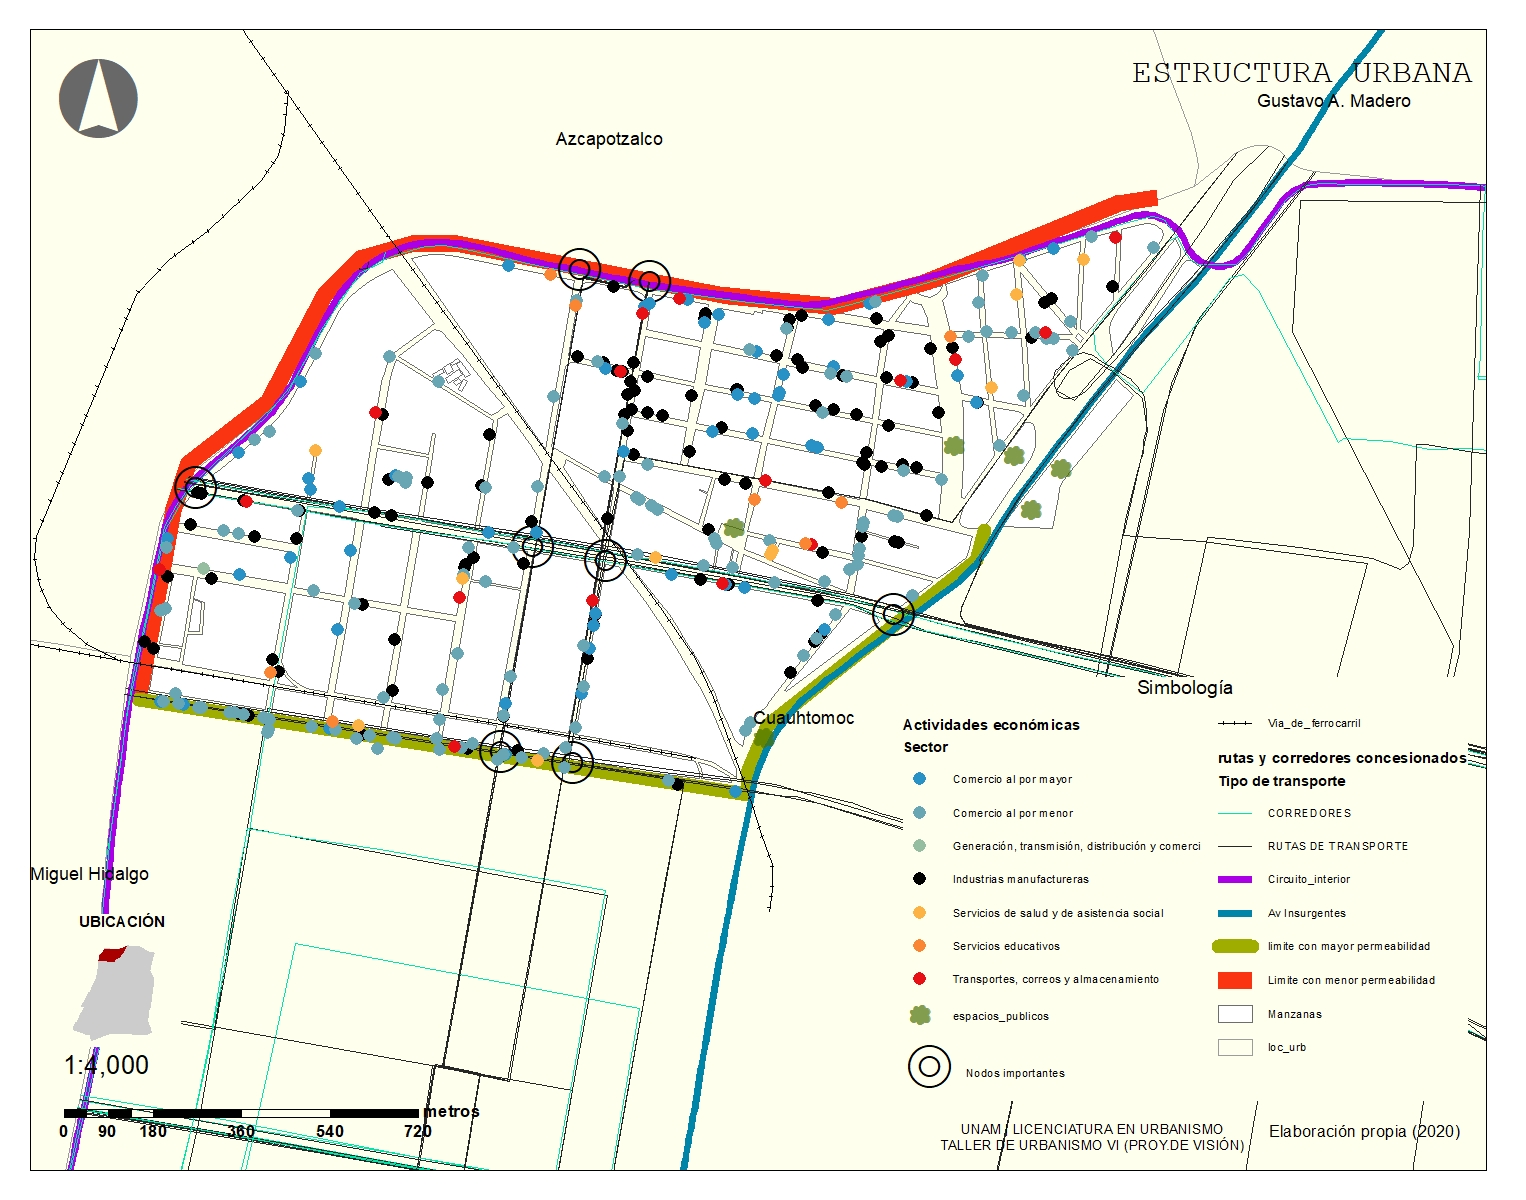 ESTRUCTURA URBANA
Gustavo A. Madero
Azcapotzalco
Cuauhtomoc
Miguel Hidalgo
UBICACIÓN
1:4,000
metros
0 90 180 360 540 720
Simbología
Actividades económicas
Sector
Comercio al por mayor
Comercio al por menor
Generación, transmisión, distribución y comerci
Industrias manufactureras
Servicios de salud y de asistencia social
Servicios educativos
Transportes, correos y almacenamiento
espacios_publicos
Nodos importantes
Via_de_ferrocarril
rutas y corredores concesionados
Tipo de transporte
CORREDORES
RUTAS DE TRANSPORTE
Circuito_interior
Av Insurgentes
limite con mayor permeabilidad
Limite con menor permeabilidad
Manzanas
loc_urb
UNAM / LICENCIATURA EN URBANISMO
TALLER DE URBANISMO VI (PROY.DE VISIÓN)
Elaboración propia (2020)